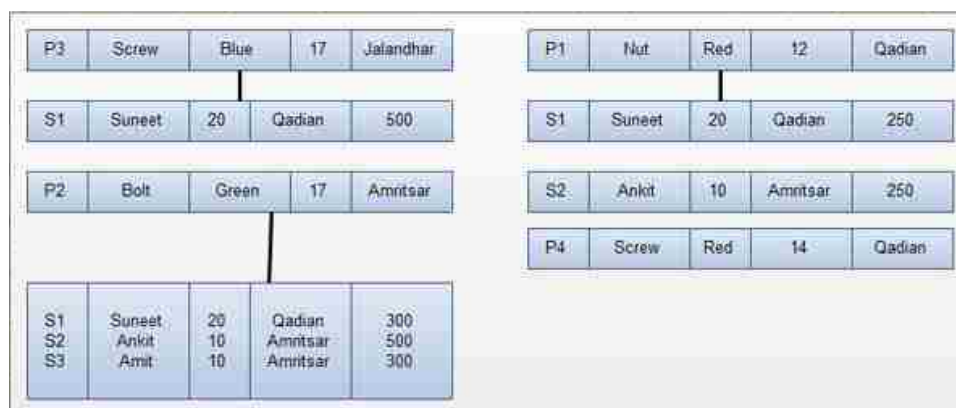 P3 Screw Blue 17 Jalandhar
S1 Suneet 20 Qadian 500
P2 Bolt Green 17 Amritsar
S1 Suneet 20 Qadian 300
S2 Ankit 10 Amritsar 500
S3 Amit 10 Amritsar 300
P1 Nut Red 12 Qadian
S1 Suneet 20 Qadian 250
S2 Ankit 10 Amritsar 250
P4 Screw Red 14 Qadian